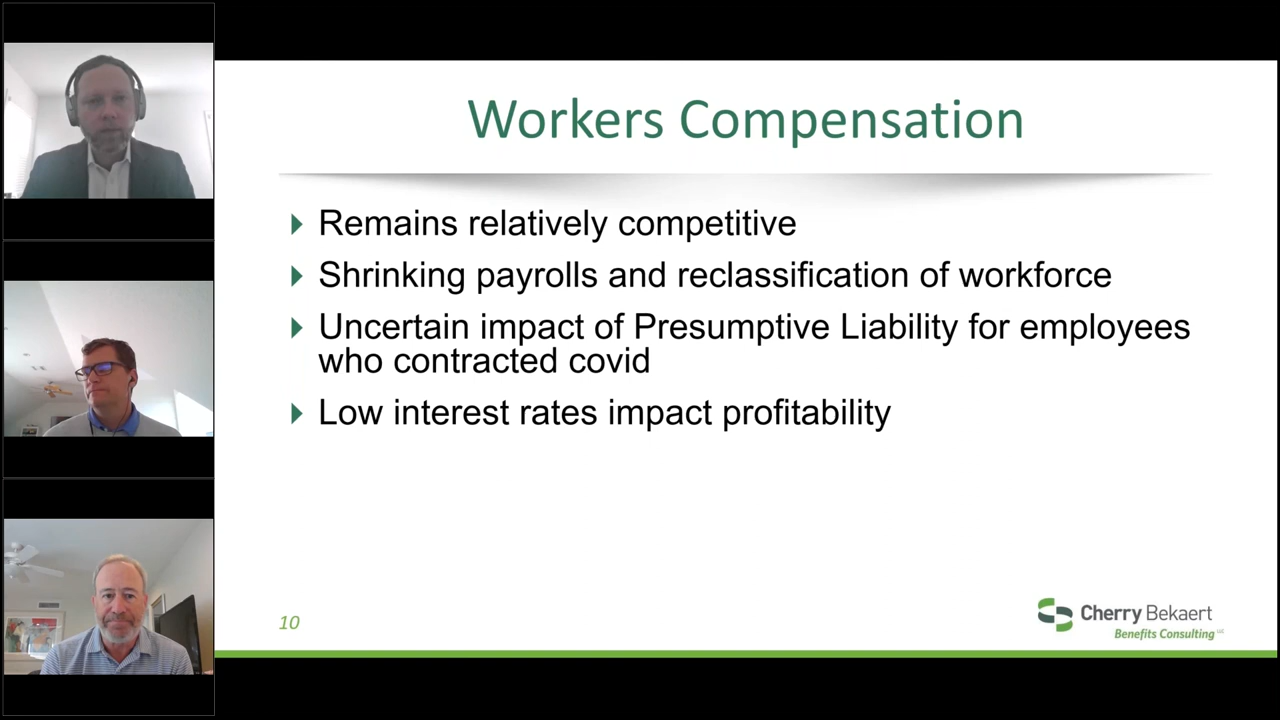 Workers Compensation
Remains relatively competitive
Shrinking payrolls and reclassification of workforce
Uncertain impact of Presumptive Liability for employees
who contracted covid
Low interest rates impact profitability
10
Cherry Bekaert
Benefits Consulting LLC